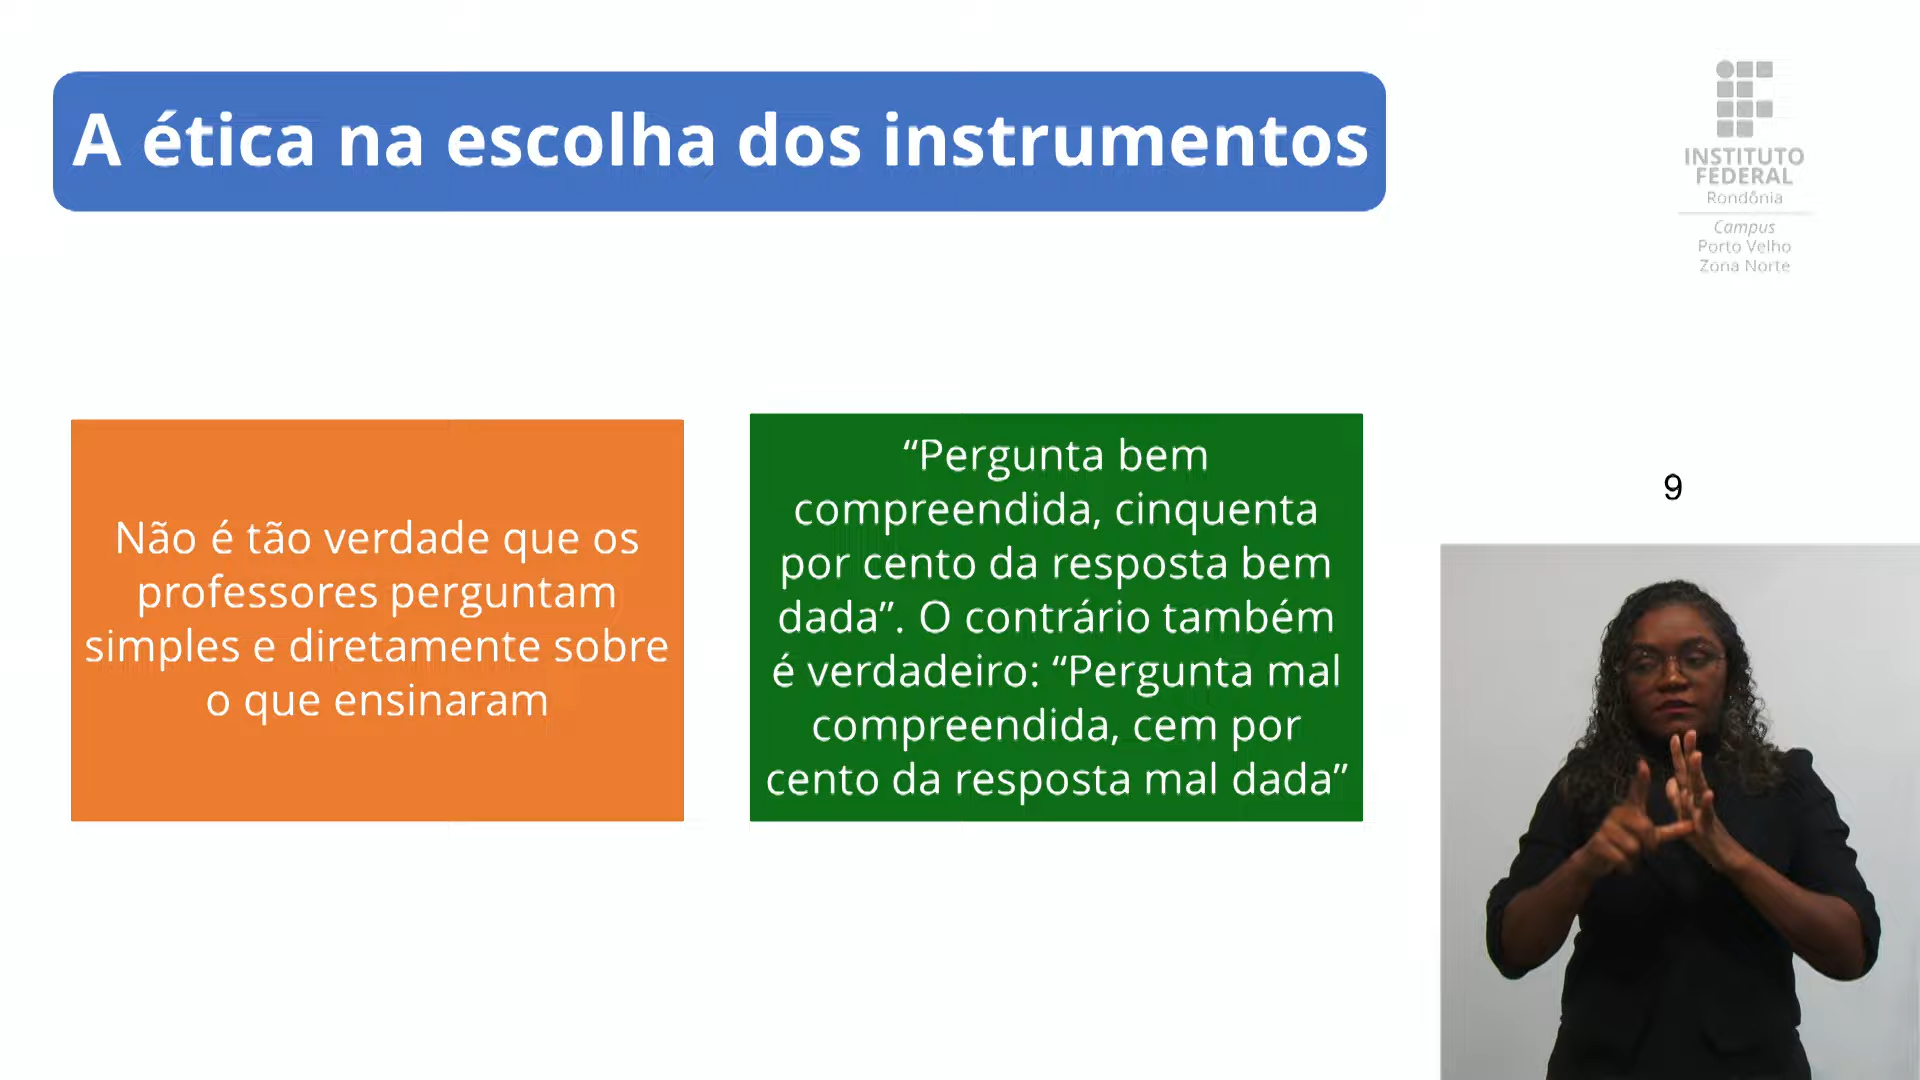 A ética na escolha dos instrumentos
INSTITUTO
FEDERAL
Rondônia
Campus
Porto Velho
Zona Norte
Não é tão verdade que os
professores perguntam
simples e diretamente sobre
o que ensinaram
“Pergunta bem
compreendida, cinquenta
por cento da resposta bem
dada”. O contrário também
é verdadeiro: “Pergunta mal
compreendida, cem por
cento da resposta mal dada”
9